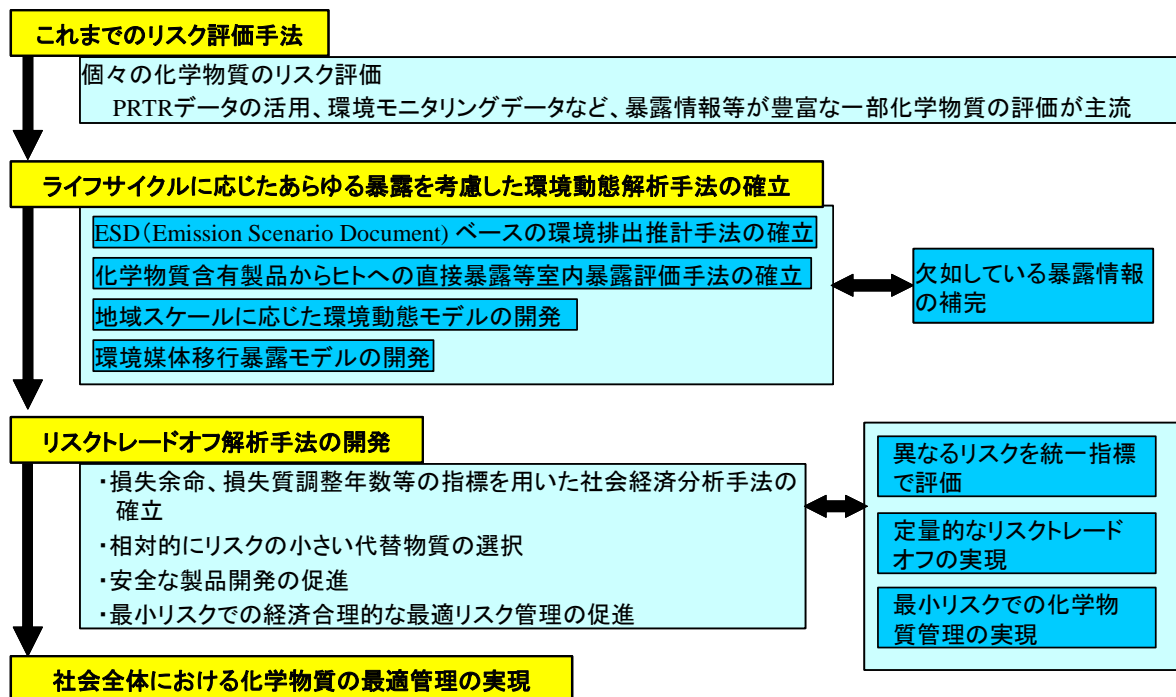 これまでのリスク評価手法
個々の化学物質のリスク評価
PRTRデータの活用、環境モニタリングデータなど、暴露情報等が豊富な一部化学物質の評価が主流
ライフサイクルに応じたあらゆる暴露を考慮した環境動態解析手法の確立
ESD(Emission Scenario Document) ベースの環境排出推計手法の確立
化学物質含有製品からヒトへの直接暴露等室内暴露評価手法の確立
地域スケールに応じた環境動態モデルの開発
環境媒体移行暴露モデルの開発
欠如している暴露情報
の補完
リスクトレードオフ解析手法の開発
・損失余命、損失質調整年数等の指標を用いた社会経済分析手法の
確立
・相対的にリスクの小さい代替物質の選択
・安全な製品開発の促進
・最小リスクでの経済合理的な最適リスク管理の促進
異なるリスクを統一指標
で評価
定量的なリスクトレード
オフの実現
最小リスクでの化学物
質管理の実現
社会全体における化学物質の最適管理の実現